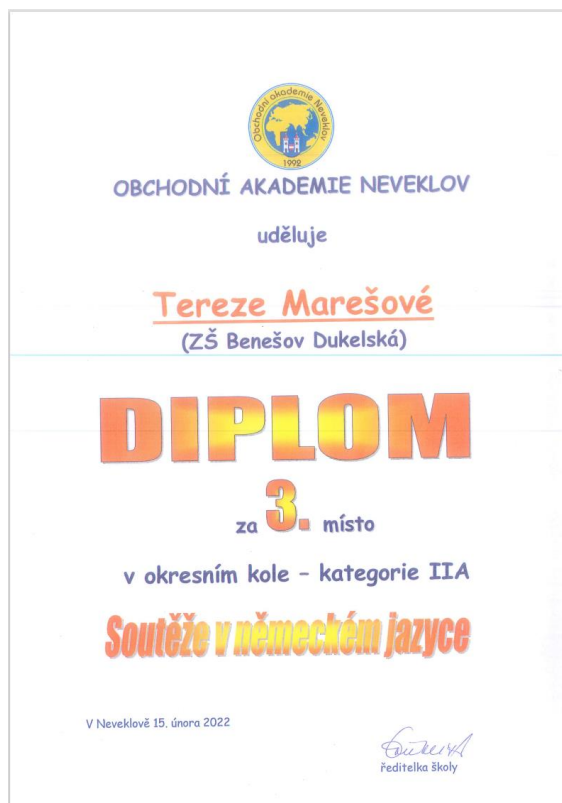 Obchodní akademie Neveklov
1992
OBCHODNÍ AKADEMIE NEVEKLOV
uděluje
Tereze Marešové
(ZŠ Benešov Dukelská)
DIPLOM
za 3. místo
v okresním kole – kategorie IIA
Soutěže v německém jazyce
V Neveklově 15. února 2022
ředitelka školy